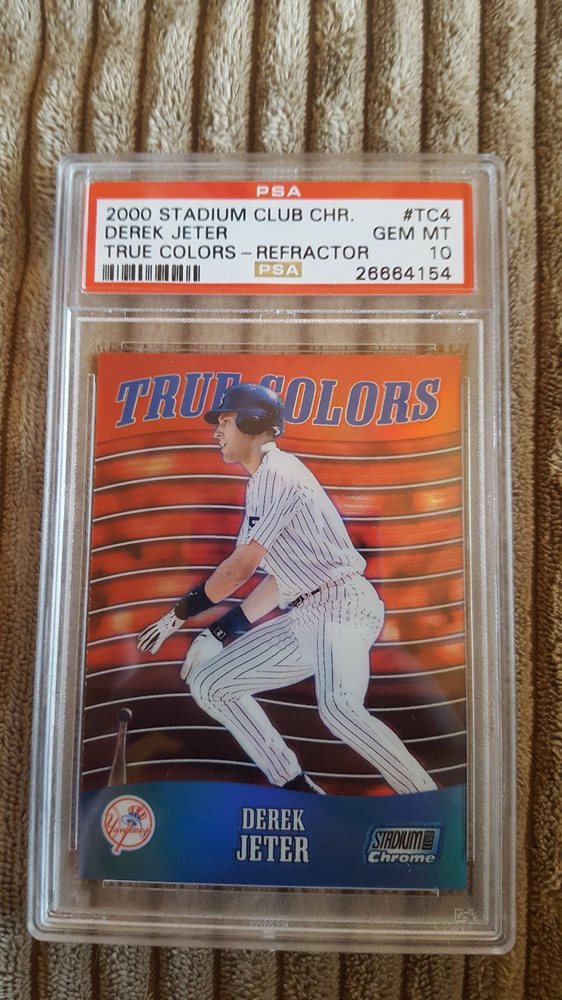 PSA
2000 STADIUM CLUB CHR. #TC4
DEREK JETER GEM MT
TRUE COLORS - REFRACTOR 10
PSA 26664154
TRUE COLORS
Yankees
DEREK
JETER
STADIUM CLUB
Chrome